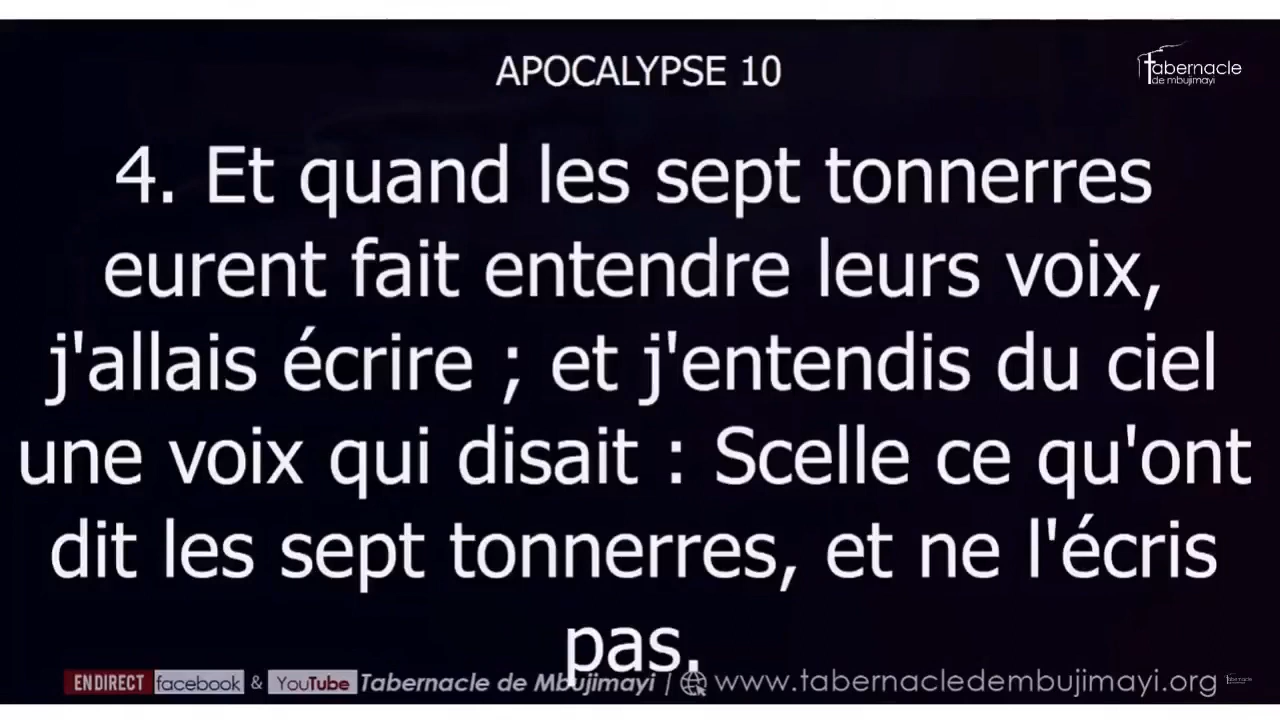 APOCALYPSE 10
Tabernacle
de mbujimayi
4. Et quand les sept tonnerres
eurent fait entendre leurs voix,
j'allais écrire ; et j'entendis du ciel
une voix qui disait : Scelle ce qu'ont
dit les sept tonnerres, et ne l'écris
pas.
EN DIRECT facebook & YouTube Tabernacle de Mbujimayi | www.tabernacledembujimayi.org